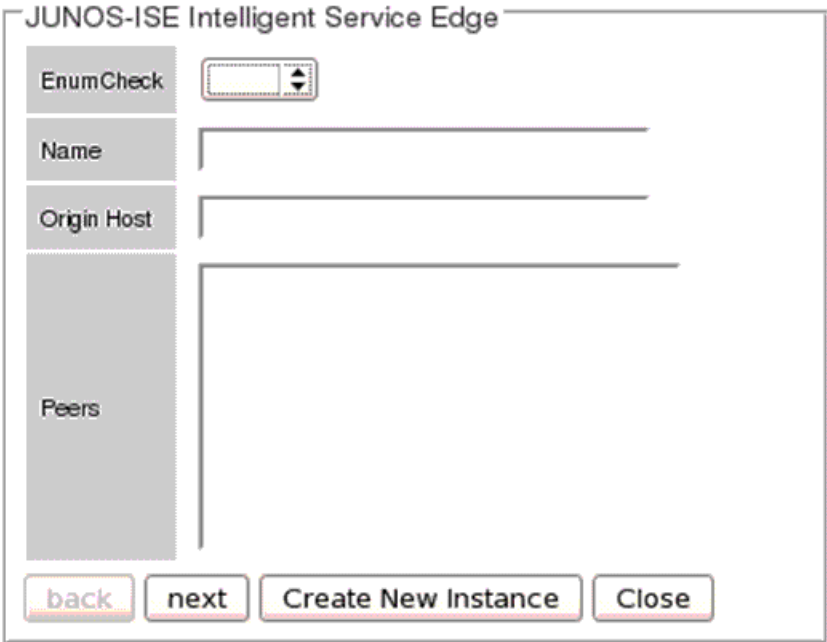 JUNOS-ISE Intelligent Service Edge
EnumCheck
Name
Origin Host
Peers
back next Create New Instance Close